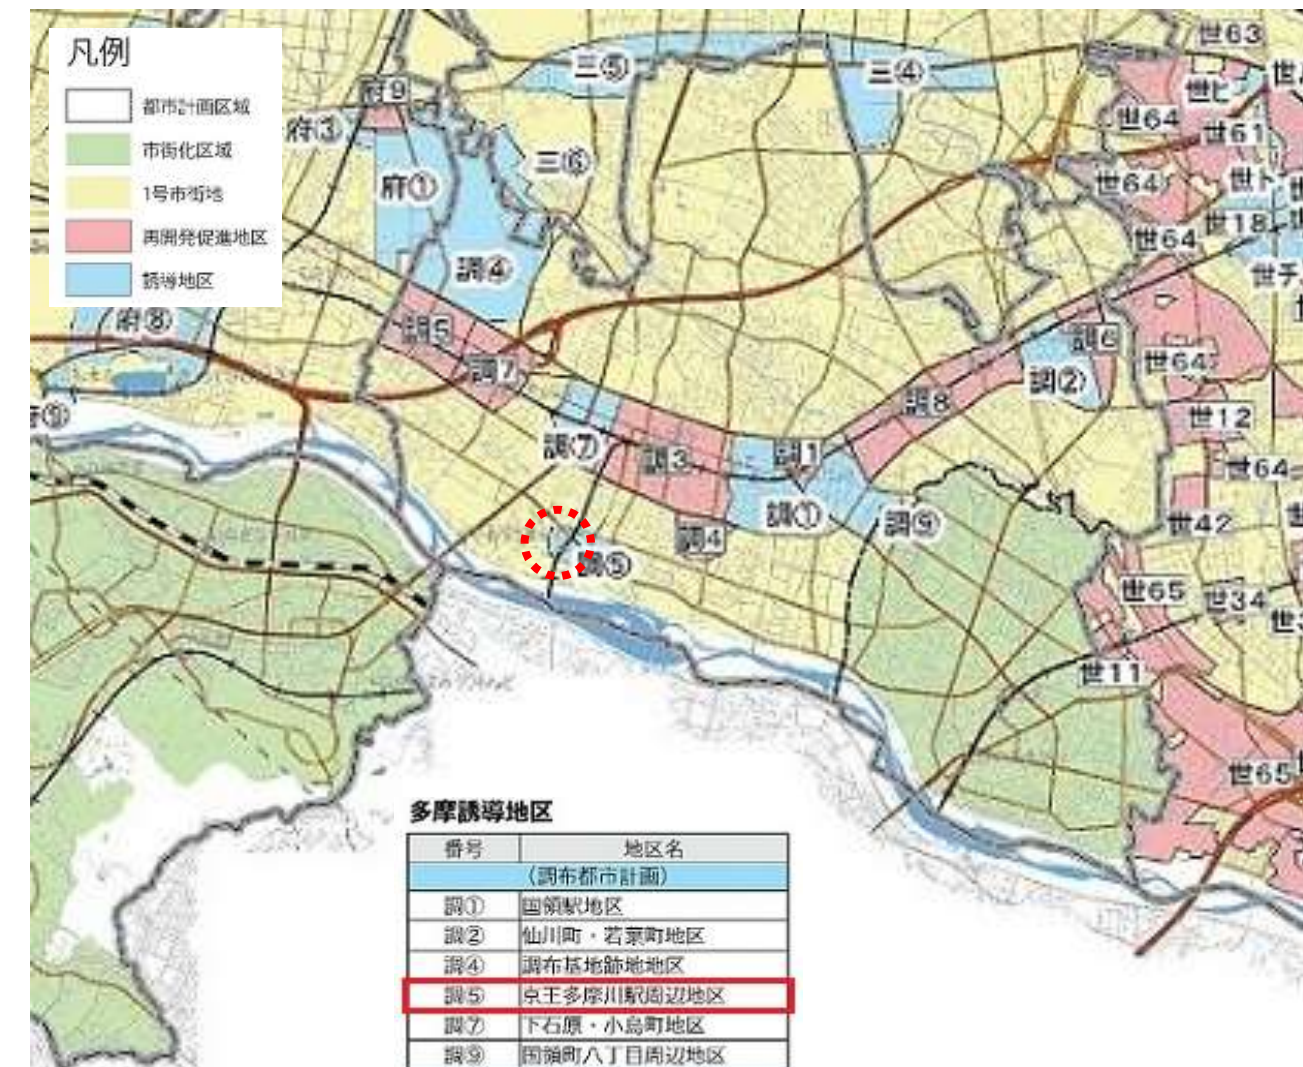 凡例
都市計画区域
市街化区域
1号市街地
再開発促進地区
誘導地区
世63
三⑤
三④
府9
府③
世64
世61
三⑥
府①
世64
世ト
世18
世64
調④
世チ
府⑧
調5
調6
調7
世64
調②
調8
世12
調⑦
調3
調1
世64
調①
調⑨
世42
調4
調⑤
世65
世34
世11
世65
多摩誘導地区
番号 地区名
(調布都市計画)
調① 国領駅地区
調② 仙川町・若葉町地区
調④ 調布基地跡地地区
調⑤ 京王多摩川駅周辺地区
調⑦ 下石原・小島町地区
調⑨ 国領町八丁目周辺地区